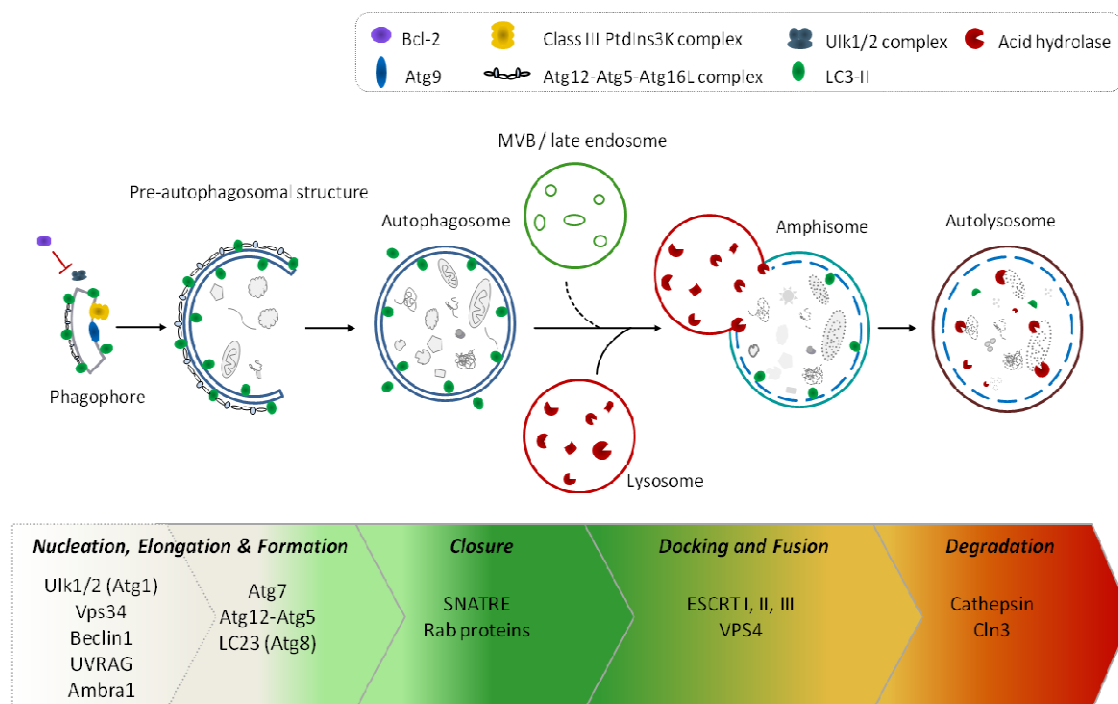 Bcl-2
Class III PtdIns3K complex
Ulk1/2 complex
Acid hydrolase
Atg9
Atg12-Atg5-Atg16L complex
LC3-II
MVB / late endosome
Pre-autophagosomal structure
Autophagosome
Amphisome
Autolysosome
Phagophore
Lysosome
Nucleation, Elongation & Formation
Closure
Docking and Fusion
Degradation
Ulk1/2 (Atg1)
Vps34
Beclin1
UVRAG
Ambra1
Atg7
Atg12-Atg5
LC23 (Atg8)
SNATRE
Rab proteins
ESCRT I, II, III
VPS4
Cathepsin
Cln3